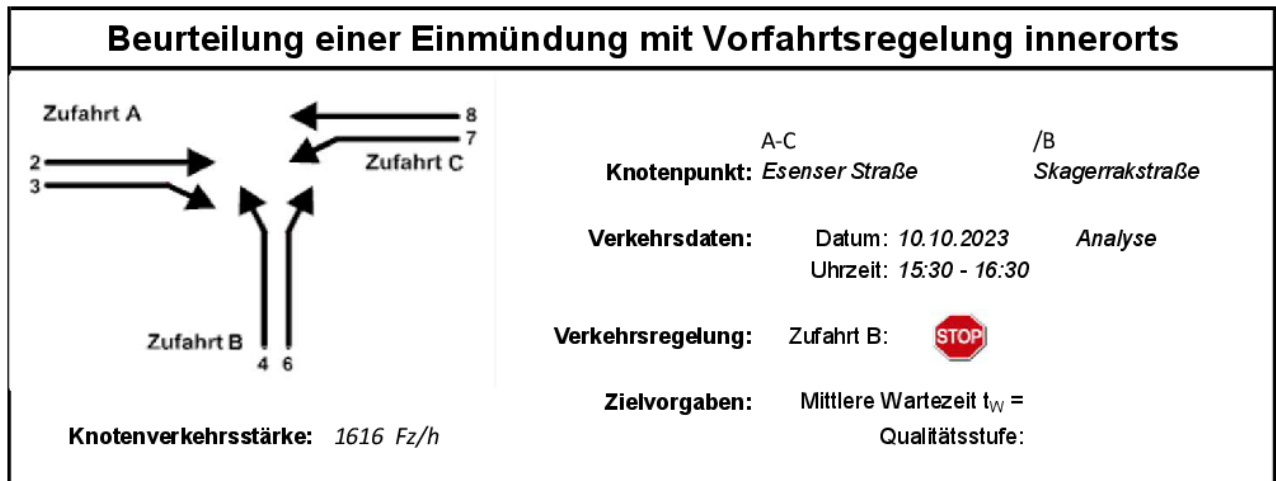 Beurteilung einer Einmündung mit Vorfahrtsregelung innerorts
Zufahrt A
8
7
2
Zufahrt C
3
Zufahrt B
4 6
Knotenverkehrsstärke: 1616 Fz/h
A-C /B
Knotenpunkt: Esenser Straße Skagerrakstraße
Verkehrsdaten: Datum: 10.10.2023 Analyse
Uhrzeit: 15:30 - 16:30
Verkehrsregelung: Zufahrt B: STOP
Zielvorgaben: Mittlere Wartezeit tW =
Qualitätsstufe: